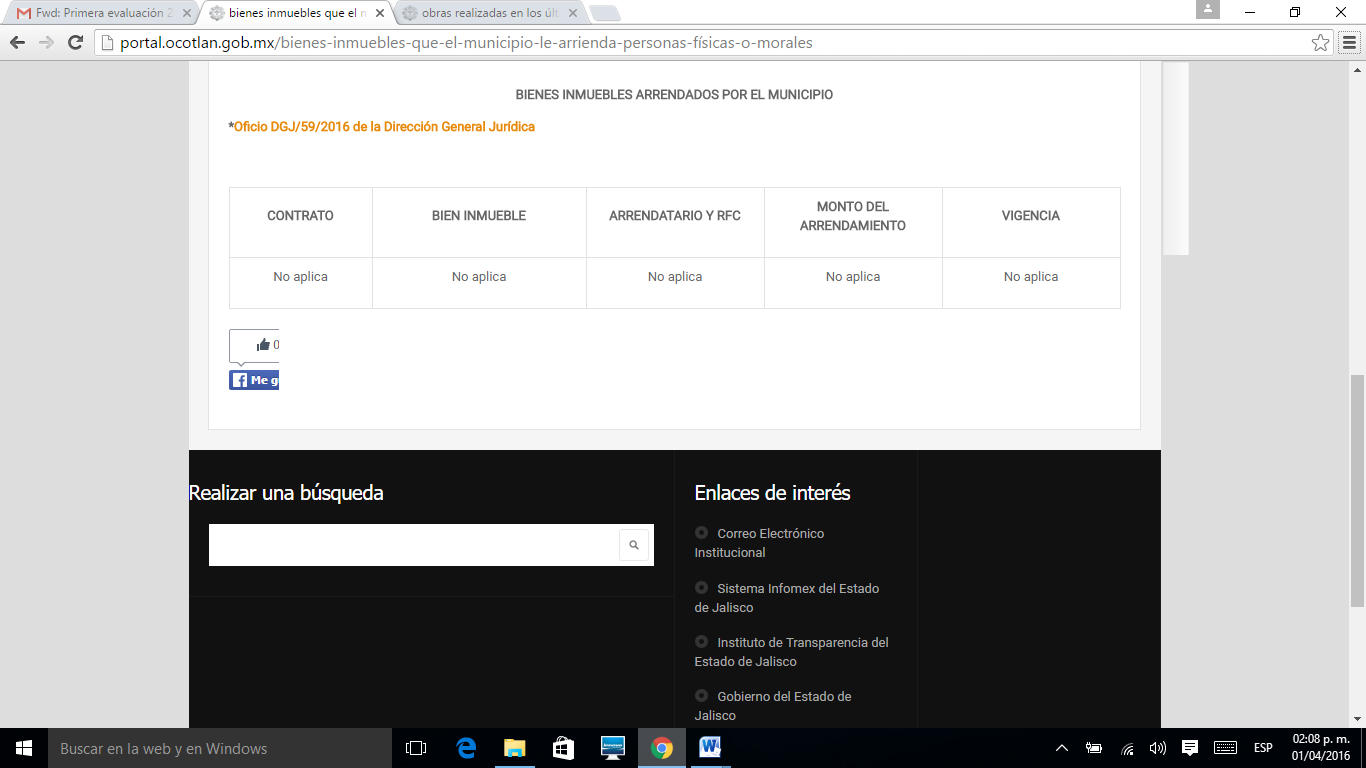 Fwd: Primera evaluación 2
bienes inmuebles que el m
obras realizadas en los últ
portal.ocotlan.gob.mx/bienes-inmuebles-que-el-municipio-le-arrienda-personas-físicas-o-morales
BIENES INMUEBLES ARRENDADOS POR EL MUNICIPIO
*Oficio DGJ/59/2016 de la Dirección General Jurídica
CONTRATO
BIEN INMUEBLE
ARRENDATARIO Y RFC
MONTO DEL
ARRENDAMIENTO
VIGENCIA
No aplica
No aplica
No aplica
No aplica
No aplica
0
Me g
Realizar una búsqueda
Enlaces de interés
Correo Electrónico
Institucional
Sistema Infomex del Estado
de Jalisco
Instituto de Transparencia del
Estado de Jalisco
Gobierno del Estado de
Jalisco
Buscar en la web y en Windows
ESP
02:08 p. m.
01/04/2016